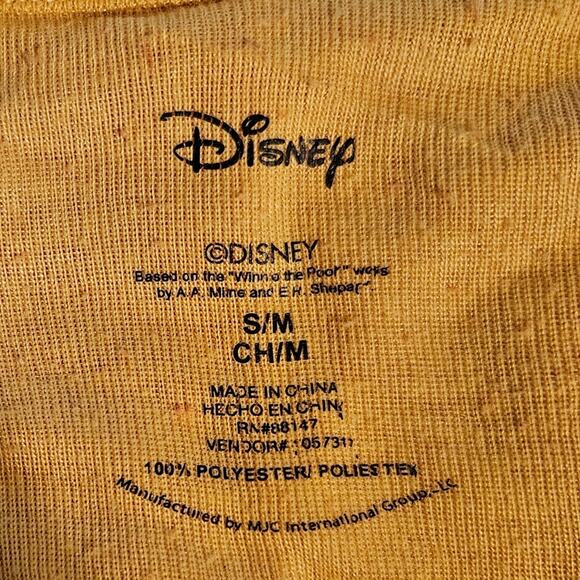 Disney
©DISNEY
Based on the "Winnie the Pooh" works
by A.A. Milne and E.H. Shepard
S/M
CH/M
MADE IN CHINA
HECHO EN CHINA
RN#88147
VENDOR#
100% POLYESTER/ POLIESTER
Manufactured by MJC International Group, LLC